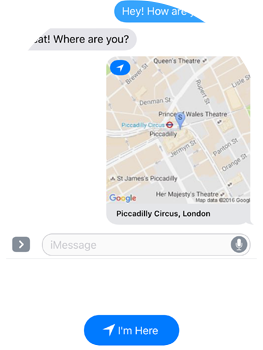 Hey! How are
at! Where are you?
Queen's Theatre
Brewer St
Rupert St
Denman St
Prince Wales Theatre
Piccadilly Circus
Piccadilly
Jermyn St
Panton St
Orange St
St James's Piccadilly
Her Majesty's Theatre
Google
Map data ©2016 Goog
Piccadilly Circus, London
iMessage
I'm Here